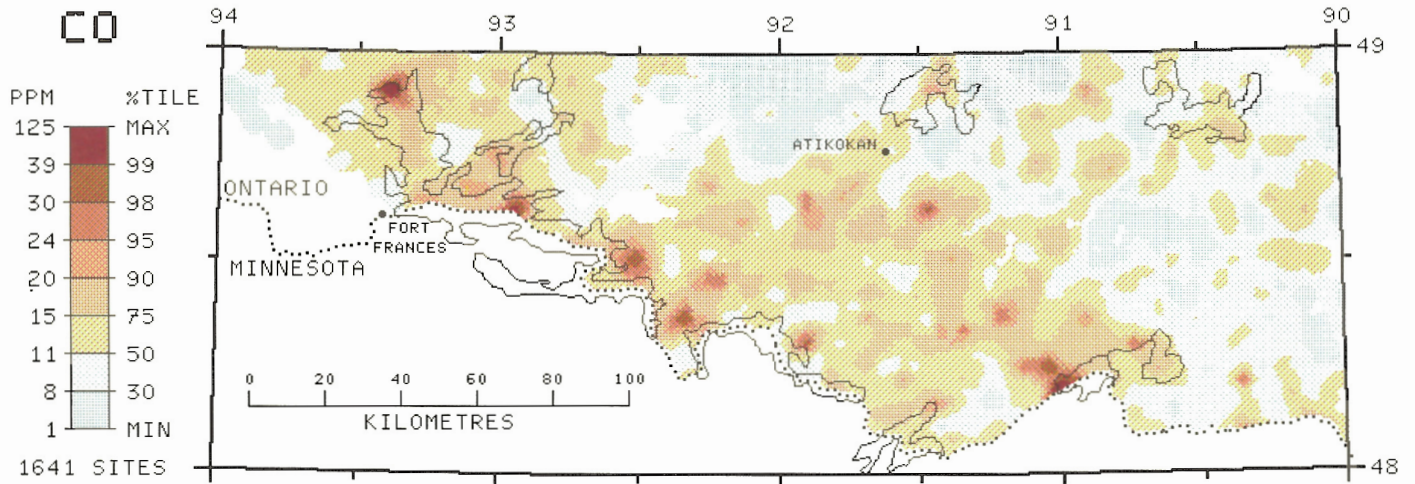 CO
94 93 92 91 90
49
PPM %TILE
125 MAX
39 99
30 98
24 95
20 90
15 75
11 50
8 30
1 MIN
1641 SITES
ATIKOKAN
ONTARIO
FORT
FRANCES
MINNESOTA
0 20 40 60 80 100
KILOMETRES
48